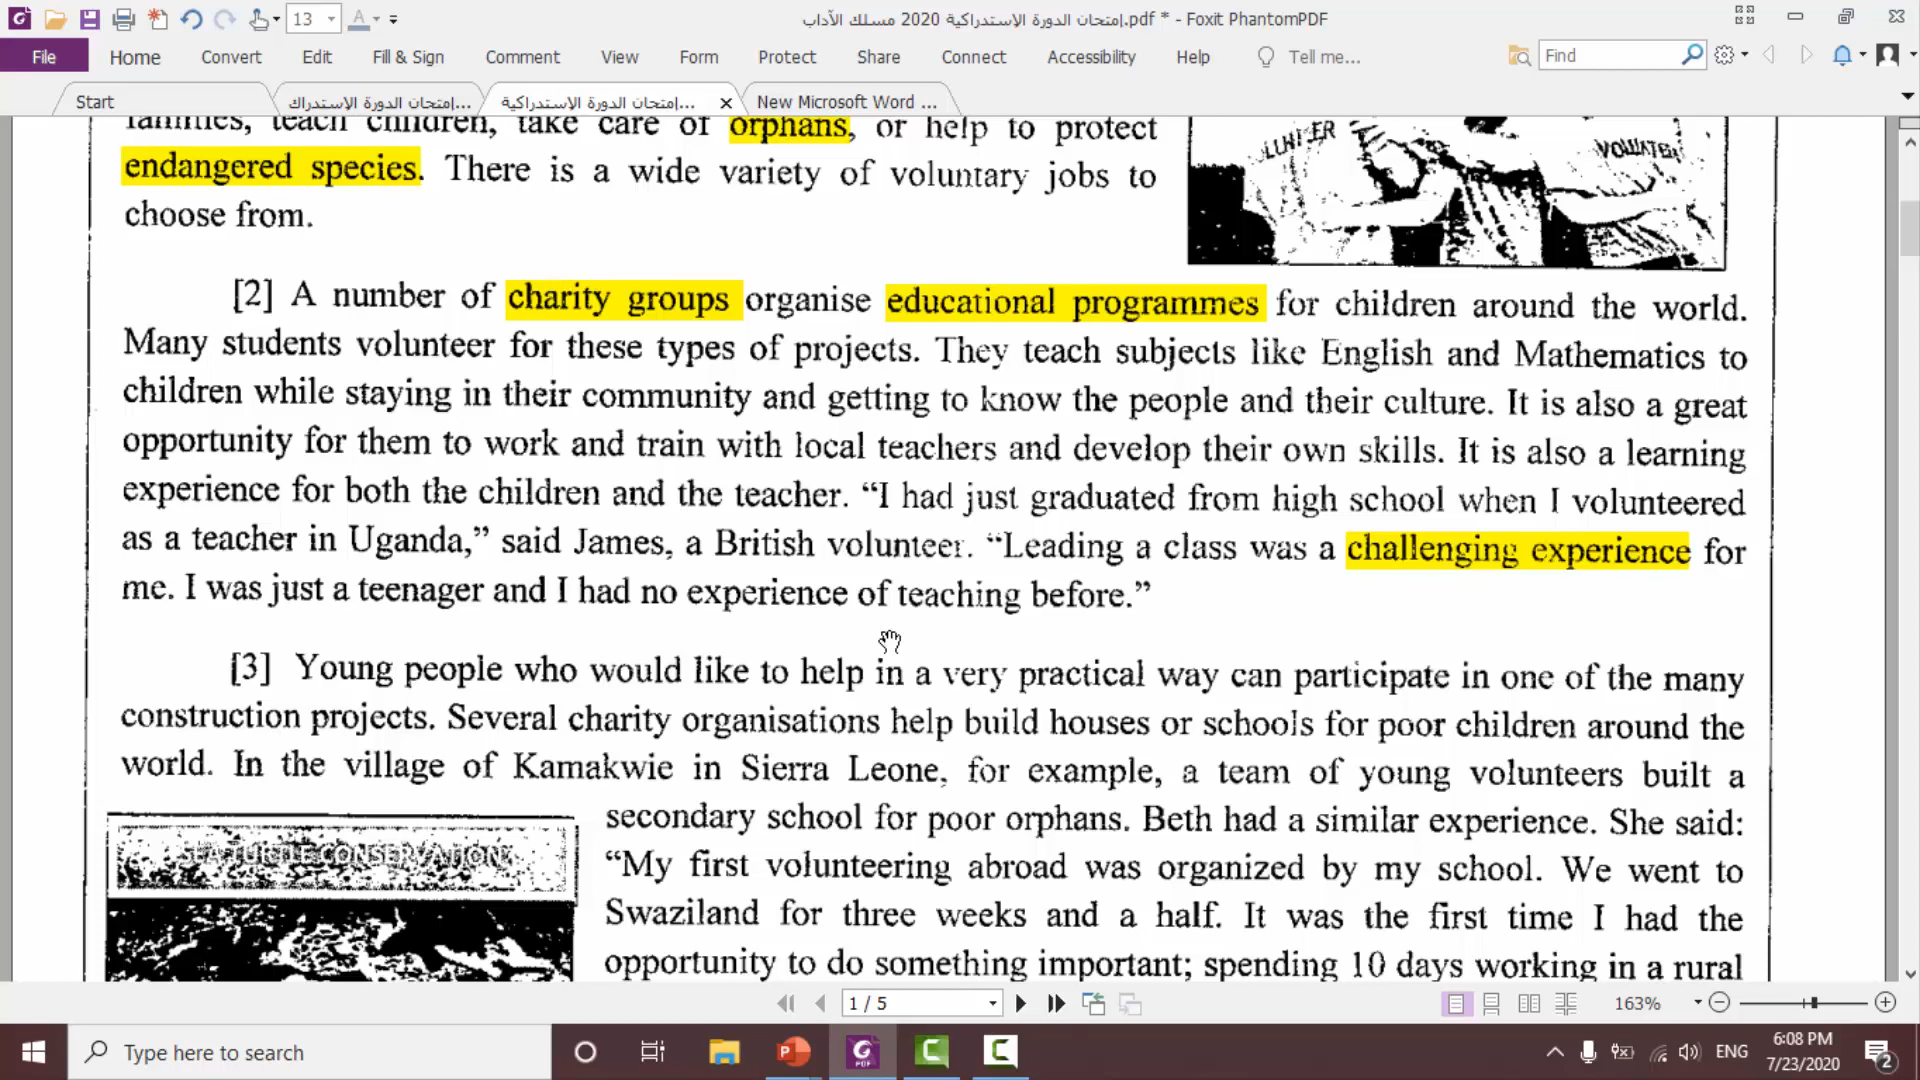 13
إمتحان الدورة الإستدراكية 2020 مسلك الآداب.pdf * - Foxit PhantomPDF
File Home Convert Edit Fill & Sign Comment View Form Protect Share Connect Accessibility Help Tell me... Find
Start
إمتحان الدورة الإستدراك...
إمتحان الدورة الإستدراكية...
New Microsoft Word ...
families, teach children, take care of orphans, or help to protect
endangered species. There is a wide variety of voluntary jobs to
choose from.
VOLUNTEER
[2] A number of charity groups organise educational programmes for children around the world.
Many students volunteer for these types of projects. They teach subjects like English and Mathematics to
children while staying in their community and getting to know the people and their culture. It is also a great
opportunity for them to work and train with local teachers and develop their own skills. It is also a learning
experience for both the children and the teacher. “I had just graduated from high school when I volunteered
as a teacher in Uganda,” said James, a British volunteer. “Leading a class was a challenging experience for
me. I was just a teenager and I had no experience of teaching before.”
[3] Young people who would like to help in a very practical way can participate in one of the many
construction projects. Several charity organisations help build houses or schools for poor children around the
world. In the village of Kamakwie in Sierra Leone, for example, a team of young volunteers built a
secondary school for poor orphans. Beth had a similar experience. She said:
“My first volunteering abroad was organized by my school. We went to
Swaziland for three weeks and a half. It was the first time I had the
opportunity to do something important; spending 10 days working in a rural
SEA TURTLE CONSERVATION
1 / 5
163%
Type here to search
ENG
6:08 PM
7/23/2020
2